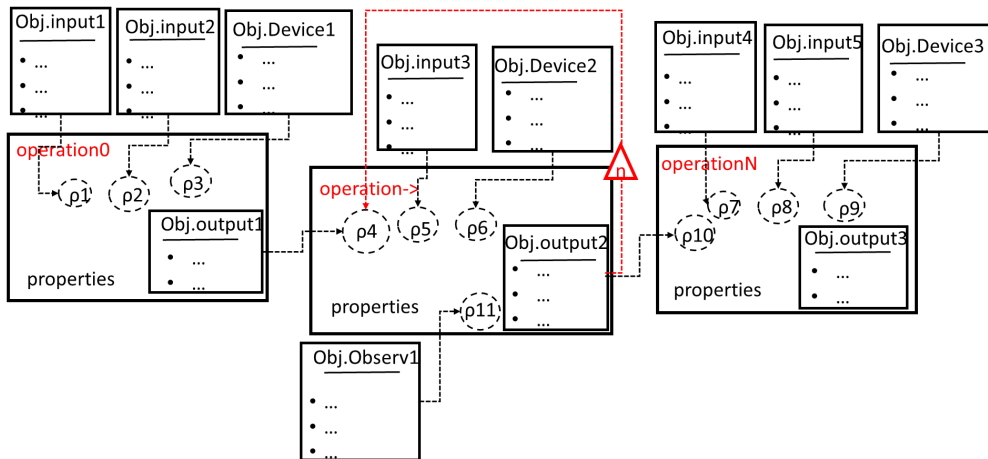 Obj.input1
• ...
• ...
• ...
Obj.input2
• ...
• ...
• ...
Obj.Device1
• ...
• ...
• ...
operation0
ρ1
ρ2
ρ3
Obj.output1
• ...
• ...
properties
Obj.input3
• ...
• ...
• ...
Obj.Device2
• ...
• ...
• ...
n
operation->
ρ4
ρ5
ρ6
Obj.output2
• ...
• ...
• ...
properties
ρ11
Obj.Observ1
• ...
• ...
• ...
Obj.input4
• ...
• ...
• ...
Obj.input5
• ...
• ...
• ...
Obj.Device3
• ...
• ...
• ...
operationN
ρ7
ρ8
ρ9
ρ10
Obj.output3
• ...
• ...
properties